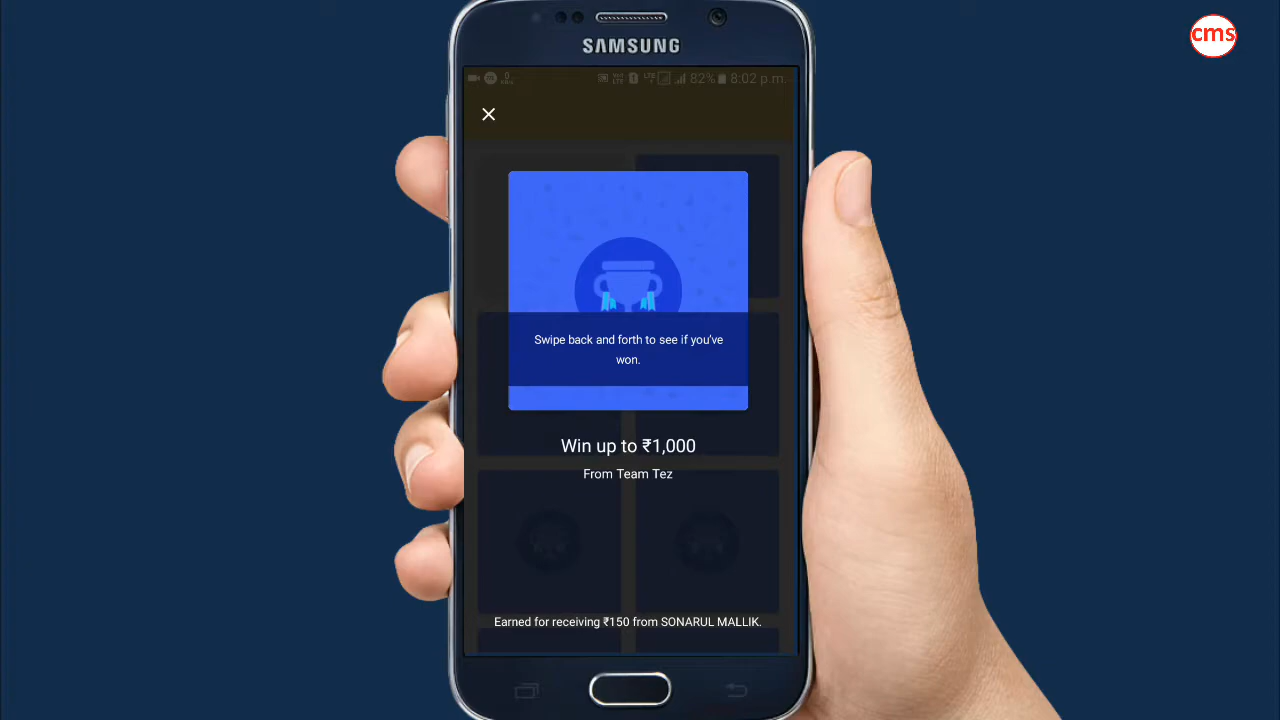 cms
SAMSUNG
82% 8:02 p.m.
Swipe back and forth to see if you've
won.
Win up to ₹1,000
From Team Tez
Earned for receiving ₹150 from SONARUL MALLIK.